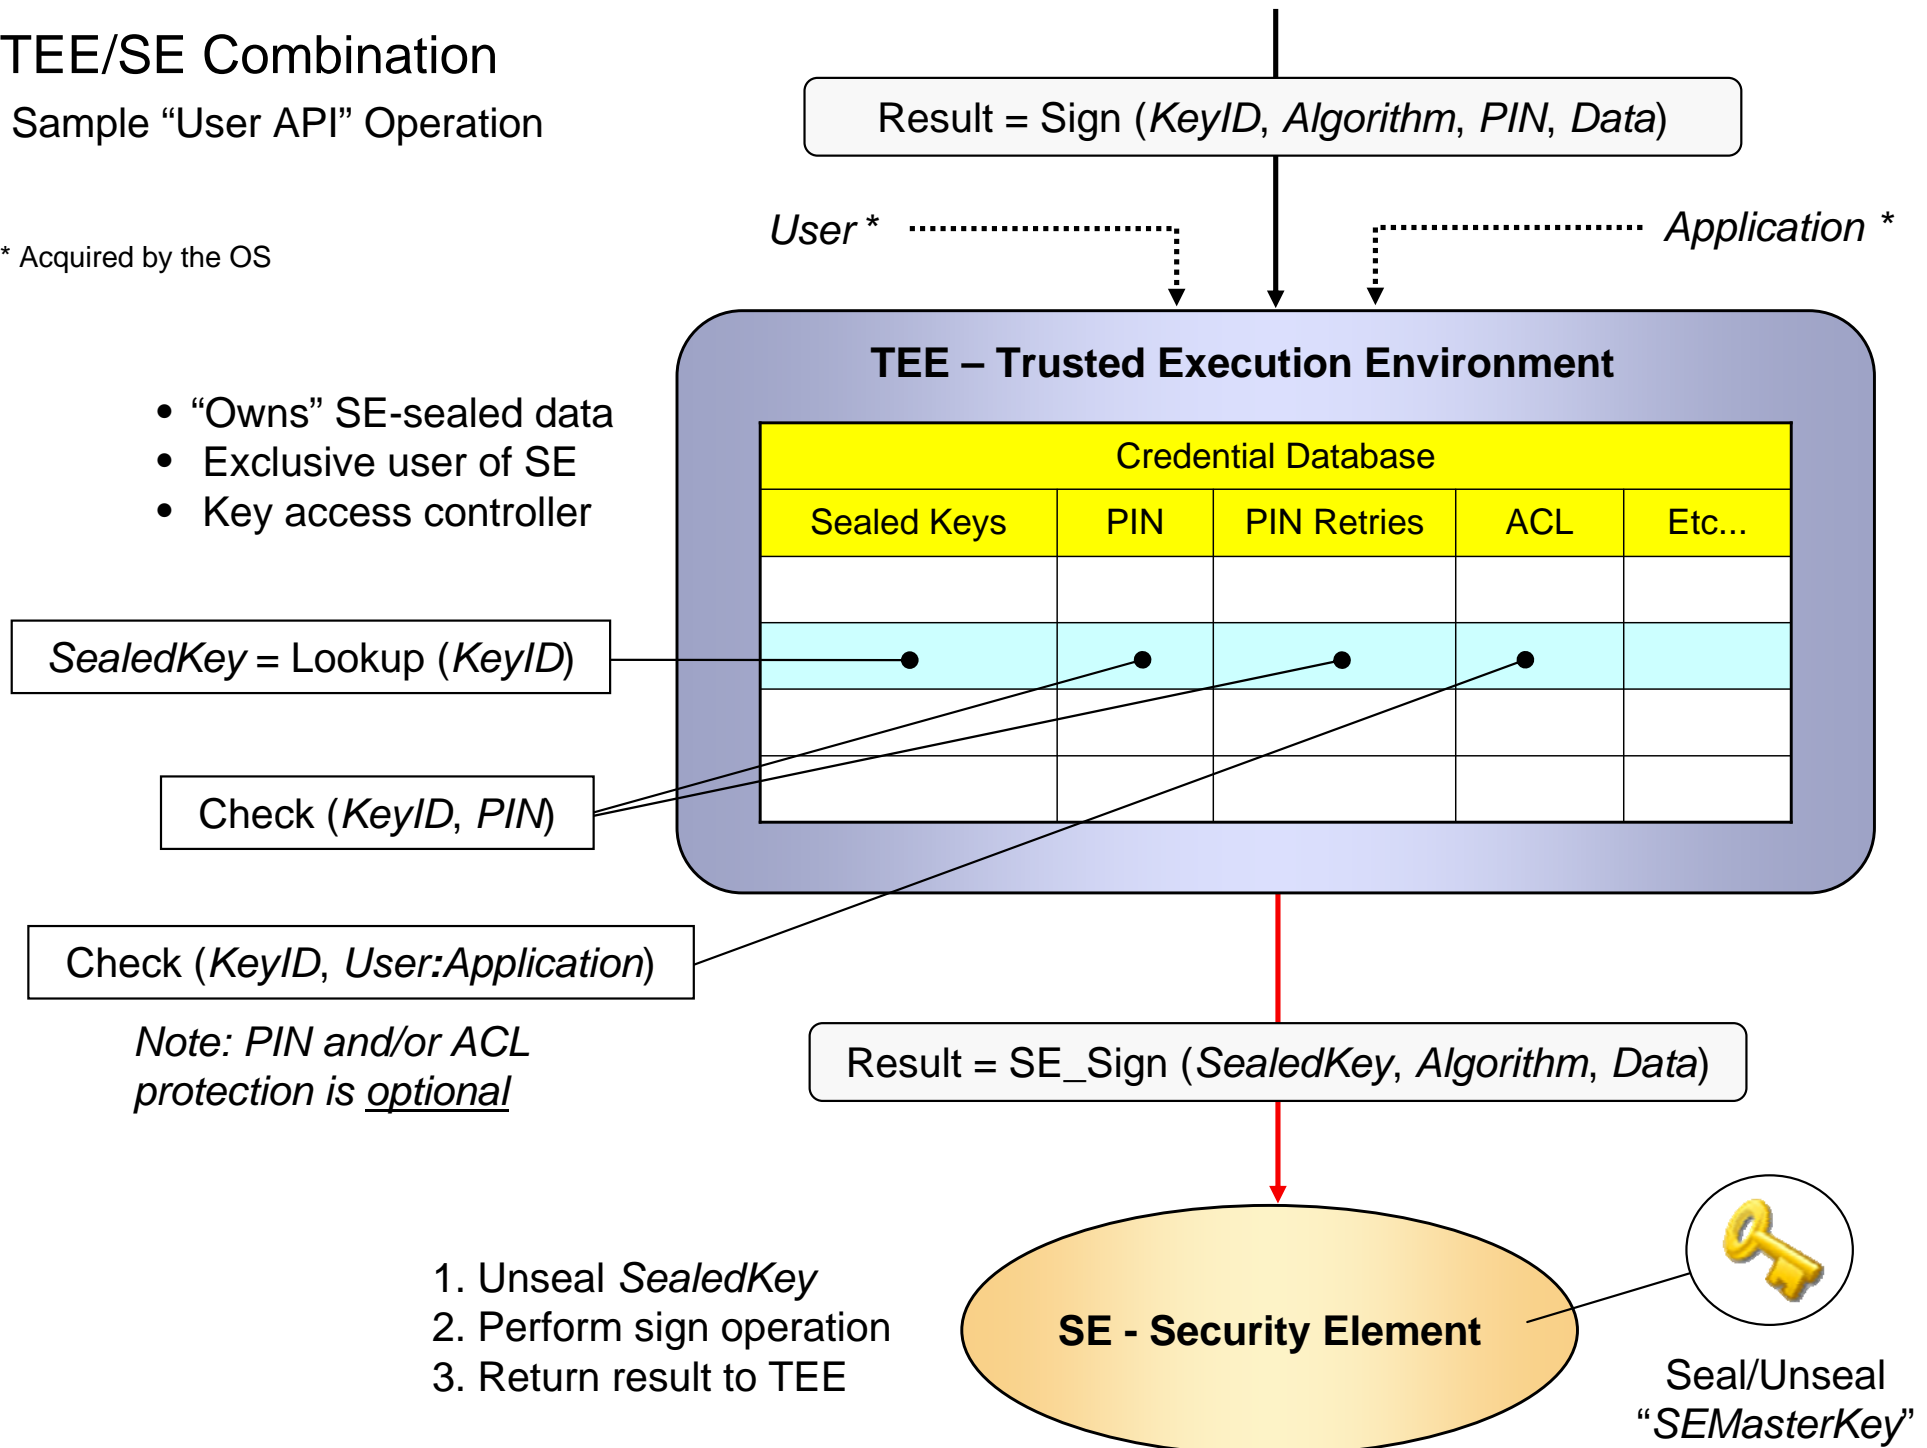 TEE/SE Combination
Sample “User API” Operation
* Acquired by the OS
Result = Sign (KeyID, Algorithm, PIN, Data)
User *
Application *
TEE – Trusted Execution Environment
• “Owns” SE-sealed data
• Exclusive user of SE
• Key access controller
Credential Database
Sealed Keys PIN PIN Retries ACL Etc...
SealedKey = Lookup (KeyID)
Check (KeyID, PIN)
Check (KeyID, User:Application)
Note: PIN and/or ACL
protection is optional
Result = SE_Sign (SealedKey, Algorithm, Data)
1. Unseal SealedKey
2. Perform sign operation
3. Return result to TEE
SE - Security Element
Seal/Unseal
“SEMasterKey”